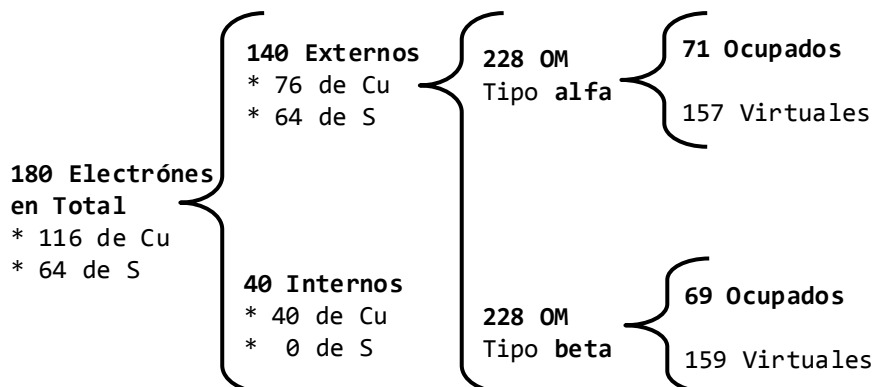 180 Electrónes
en Total
* 116 de Cu
* 64 de S
140 Externos
* 76 de Cu
* 64 de S
40 Internos
* 40 de Cu
* 0 de S
228 OM
Tipo alfa
228 OM
Tipo beta
71 Ocupados
157 Virtuales
69 Ocupados
159 Virtuales